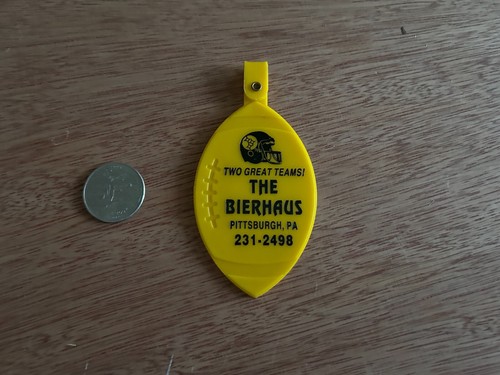 TWO GREAT TEAMS!
THE
BIERHAUS
PITTSBURGH, PA
231-2498